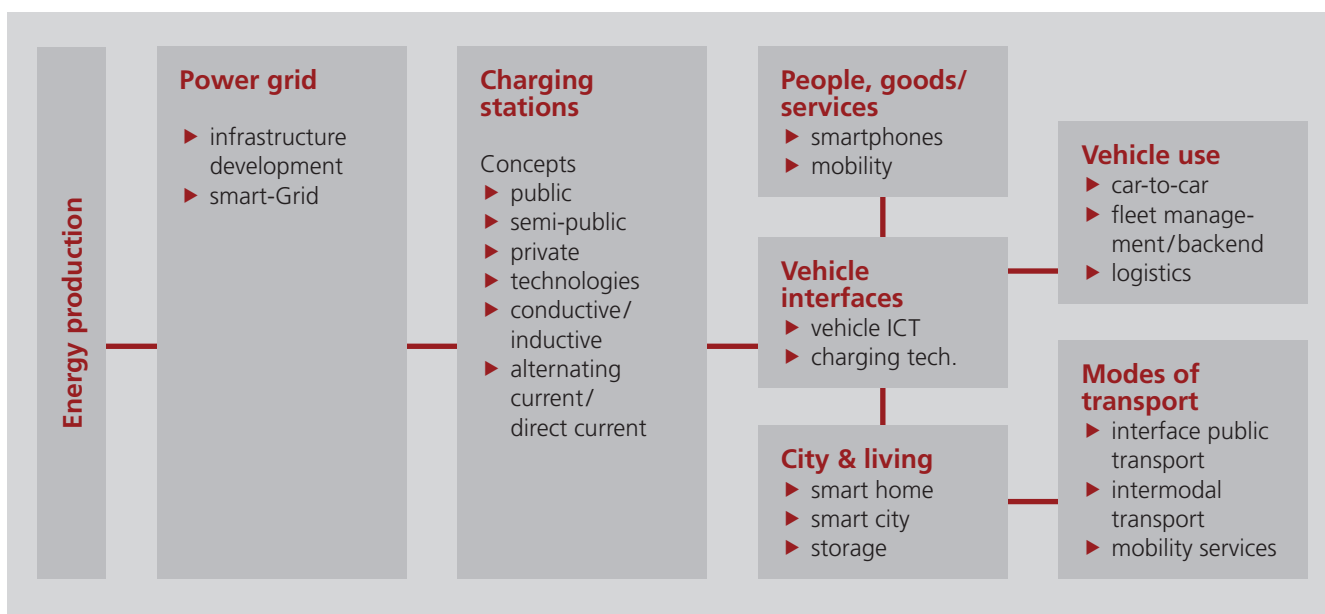 Energy production
Power grid
▶ infrastructure
development
▶ smart-Grid
Charging
stations
Concepts
▶ public
▶ semi-public
▶ private
▶ technologies
▶ conductive/
inductive
▶ alternating
current/
direct current
People, goods/
services
▶ smartphones
▶ mobility
Vehicle
interfaces
▶ vehicle ICT
▶ charging tech.
City & living
▶ smart home
▶ smart city
▶ storage
Vehicle use
▶ car-to-car
▶ fleet manage-
ment/backend
▶ logistics
Modes of
transport
▶ interface public
transport
▶ intermodal
transport
▶ mobility services